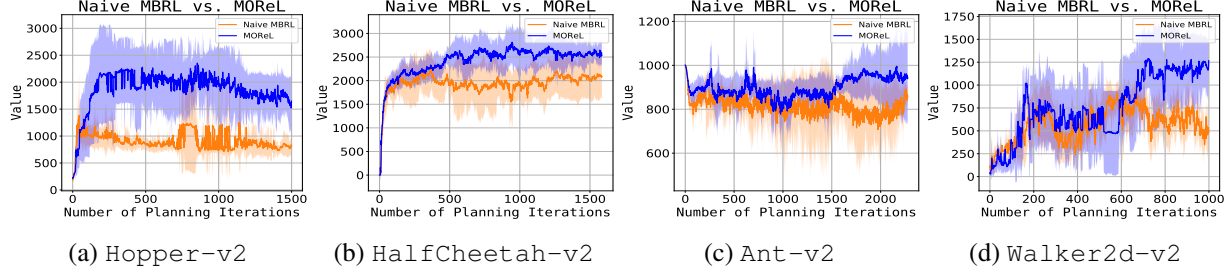 Naive MBRL vs. MOReL
Naive MBRL
MOReL
Value
3000
2500
2000
1500
1000
500
0
0 500 1000 1500
Number of Planning Iterations
(a) Hopper-v2
Naive MBRL vs. MOReL
Naive MBRL
MOReL
Value
3000
2500
2000
1500
1000
500
0
0 500 1000 1500
Number of Planning Iterations
(b) HalfCheetah-v2
Naive MBRL vs. MOReL
Naive MBRL
MOReL
Value
1000
800
600
0 500 1000 1500 2000
Number of Planning Iterations
(c) Ant-v2
Naive MBRL vs. MOReL
Naive MBRL
MOReL
Value
1750
1500
1250
1000
750
500
250
0
0 200 400 600 800 1000
Number of Planning Iterations
(d) Walker2d-v2